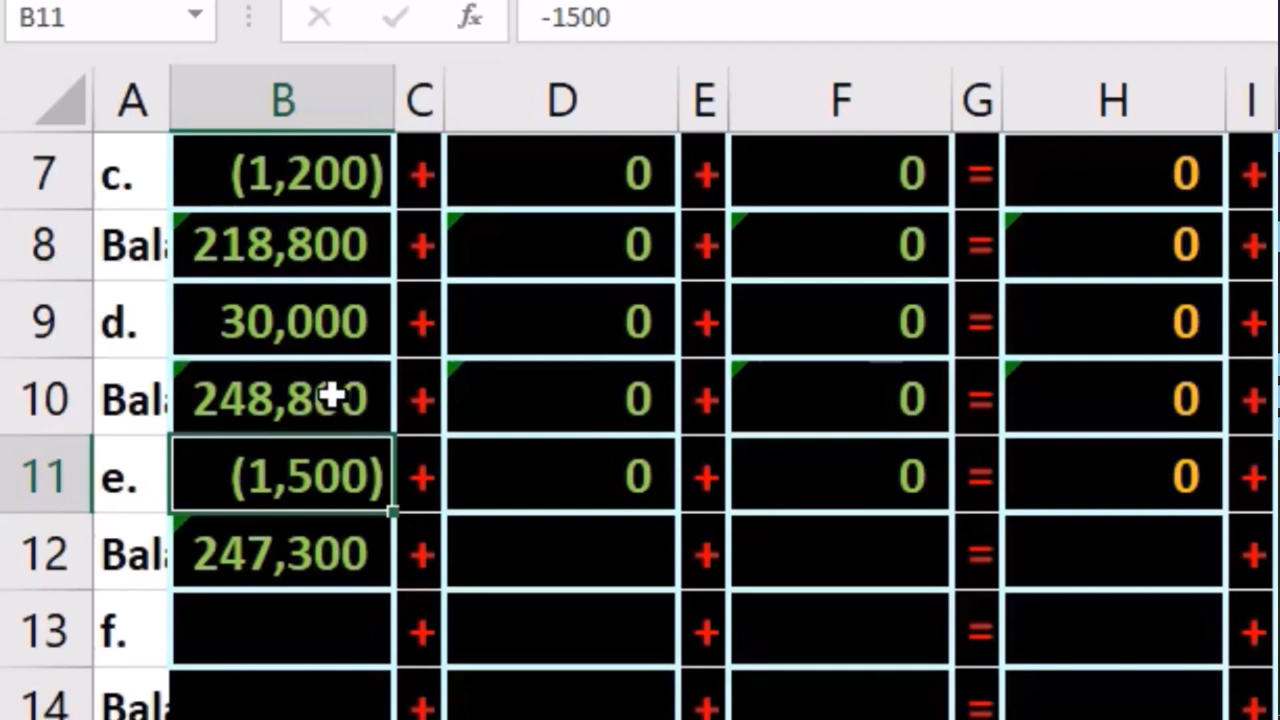 B11 fx -1500
A B C D E F G H I
7 c. (1,200) + 0 + 0 = 0 +
8 Bal 218,800 + 0 + 0 = 0 +
9 d. 30,000 + 0 + 0 = 0 +
10 Bal 248,800 + 0 + 0 = 0 +
11 e. (1,500) + 0 + 0 = 0 +
12 Bal 247,300 + + = +
13 f. + + = +
14 Bal + + = +